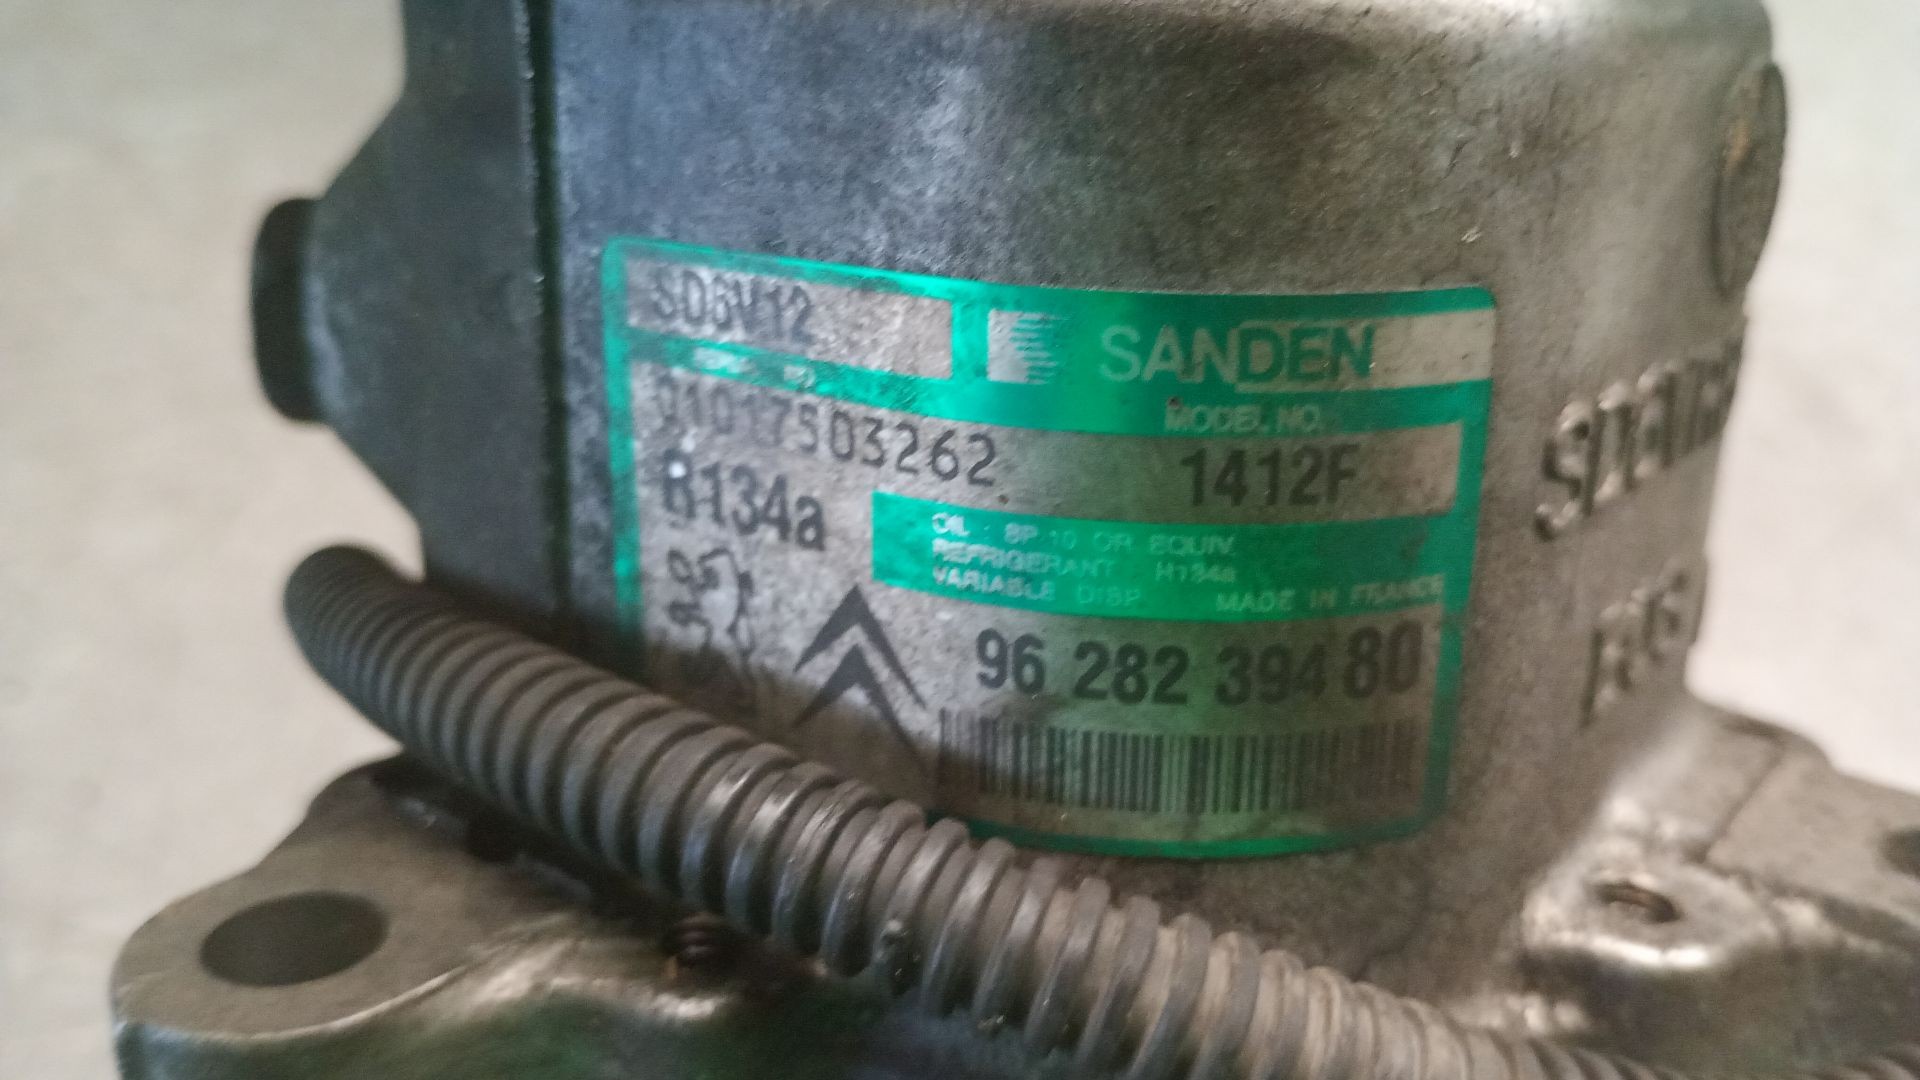 SD6V12
SANDEN
MODEL NO.
01017503262
1412F
R134a
OIL : SP 10 OR EQUIV.
REFRIGERANT : R134a
VARIABLE DISP.
MADE IN FRANCE
96 282 394 80